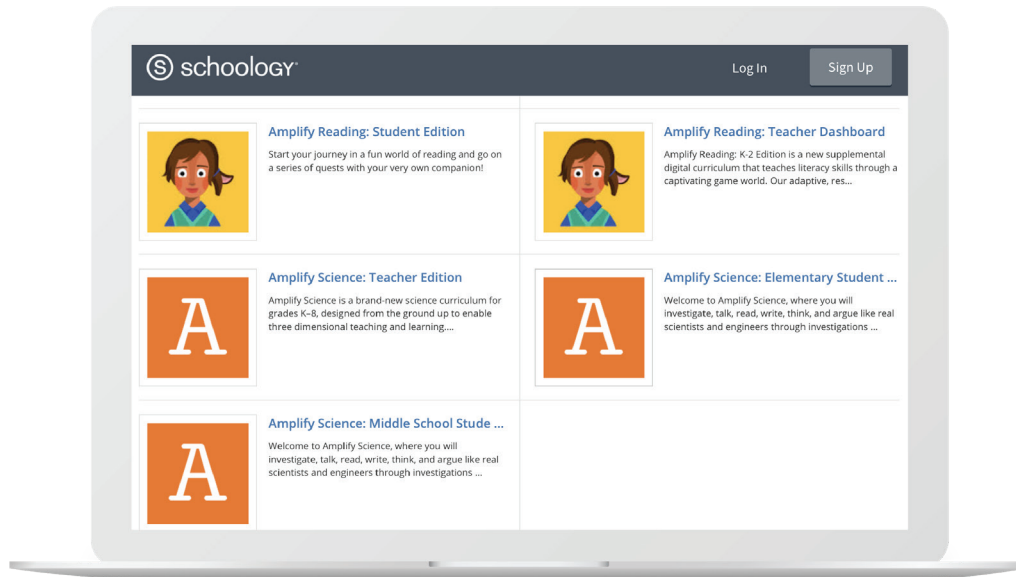 S schoology®
Log In
Sign Up
Amplify Reading: Student Edition
Start your journey in a fun world of reading and go on
a series of quests with your very own companion!
Amplify Reading: Teacher Dashboard
Amplify Reading: K-2 Edition is a new supplemental
digital curriculum that teaches literacy skills through a
captivating game world. Our adaptive, res...
A
Amplify Science: Teacher Edition
Amplify Science is a brand-new science curriculum for
grades K–8, designed from the ground up to enable
three dimensional teaching and learning....
A
Amplify Science: Elementary Student ...
Welcome to Amplify Science, where you will
investigate, talk, read, write, think, and argue like real
scientists and engineers through investigations ...
A
Amplify Science: Middle School Stude ...
Welcome to Amplify Science, where you will
investigate, talk, read, write, think, and argue like real
scientists and engineers through investigations ...